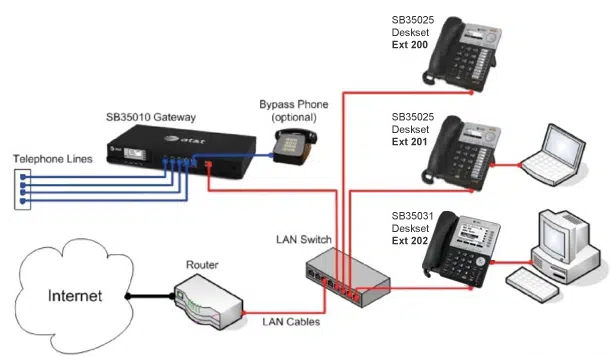 SB35025
Deskset
Ext 200
SB35010 Gateway
Bypass Phone
(optional)
at&t
SB35025
Deskset
Ext 201
Telephone Lines
SB35031
Deskset
Ext 202
LAN Switch
Router
Internet
LAN Cables